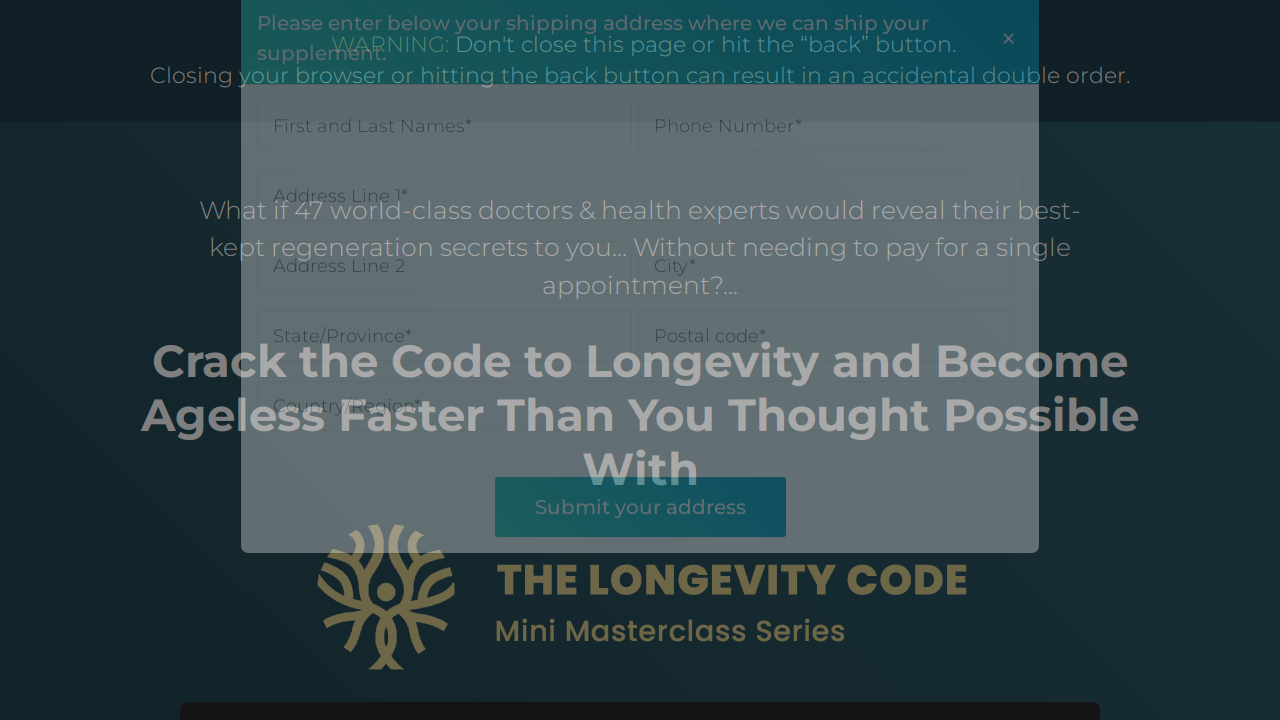 Please enter below your shipping address where we can ship your
supplement.
×
WARNING: Don't close this page or hit the “back” button.
Closing your browser or hitting the back button can result in an accidental double order.
First and Last Names*
Phone Number*
Address Line 1*
What if 47 world-class doctors & health experts would reveal their best-
kept regeneration secrets to you... Without needing to pay for a single
appointment?...
Address Line 2
City*
State/Province*
Postal code*
Crack the Code to Longevity and Become
Ageless Faster Than You Thought Possible
With
Country/Region*
Submit your address
THE LONGEVITY CODE
Mini Masterclass Series